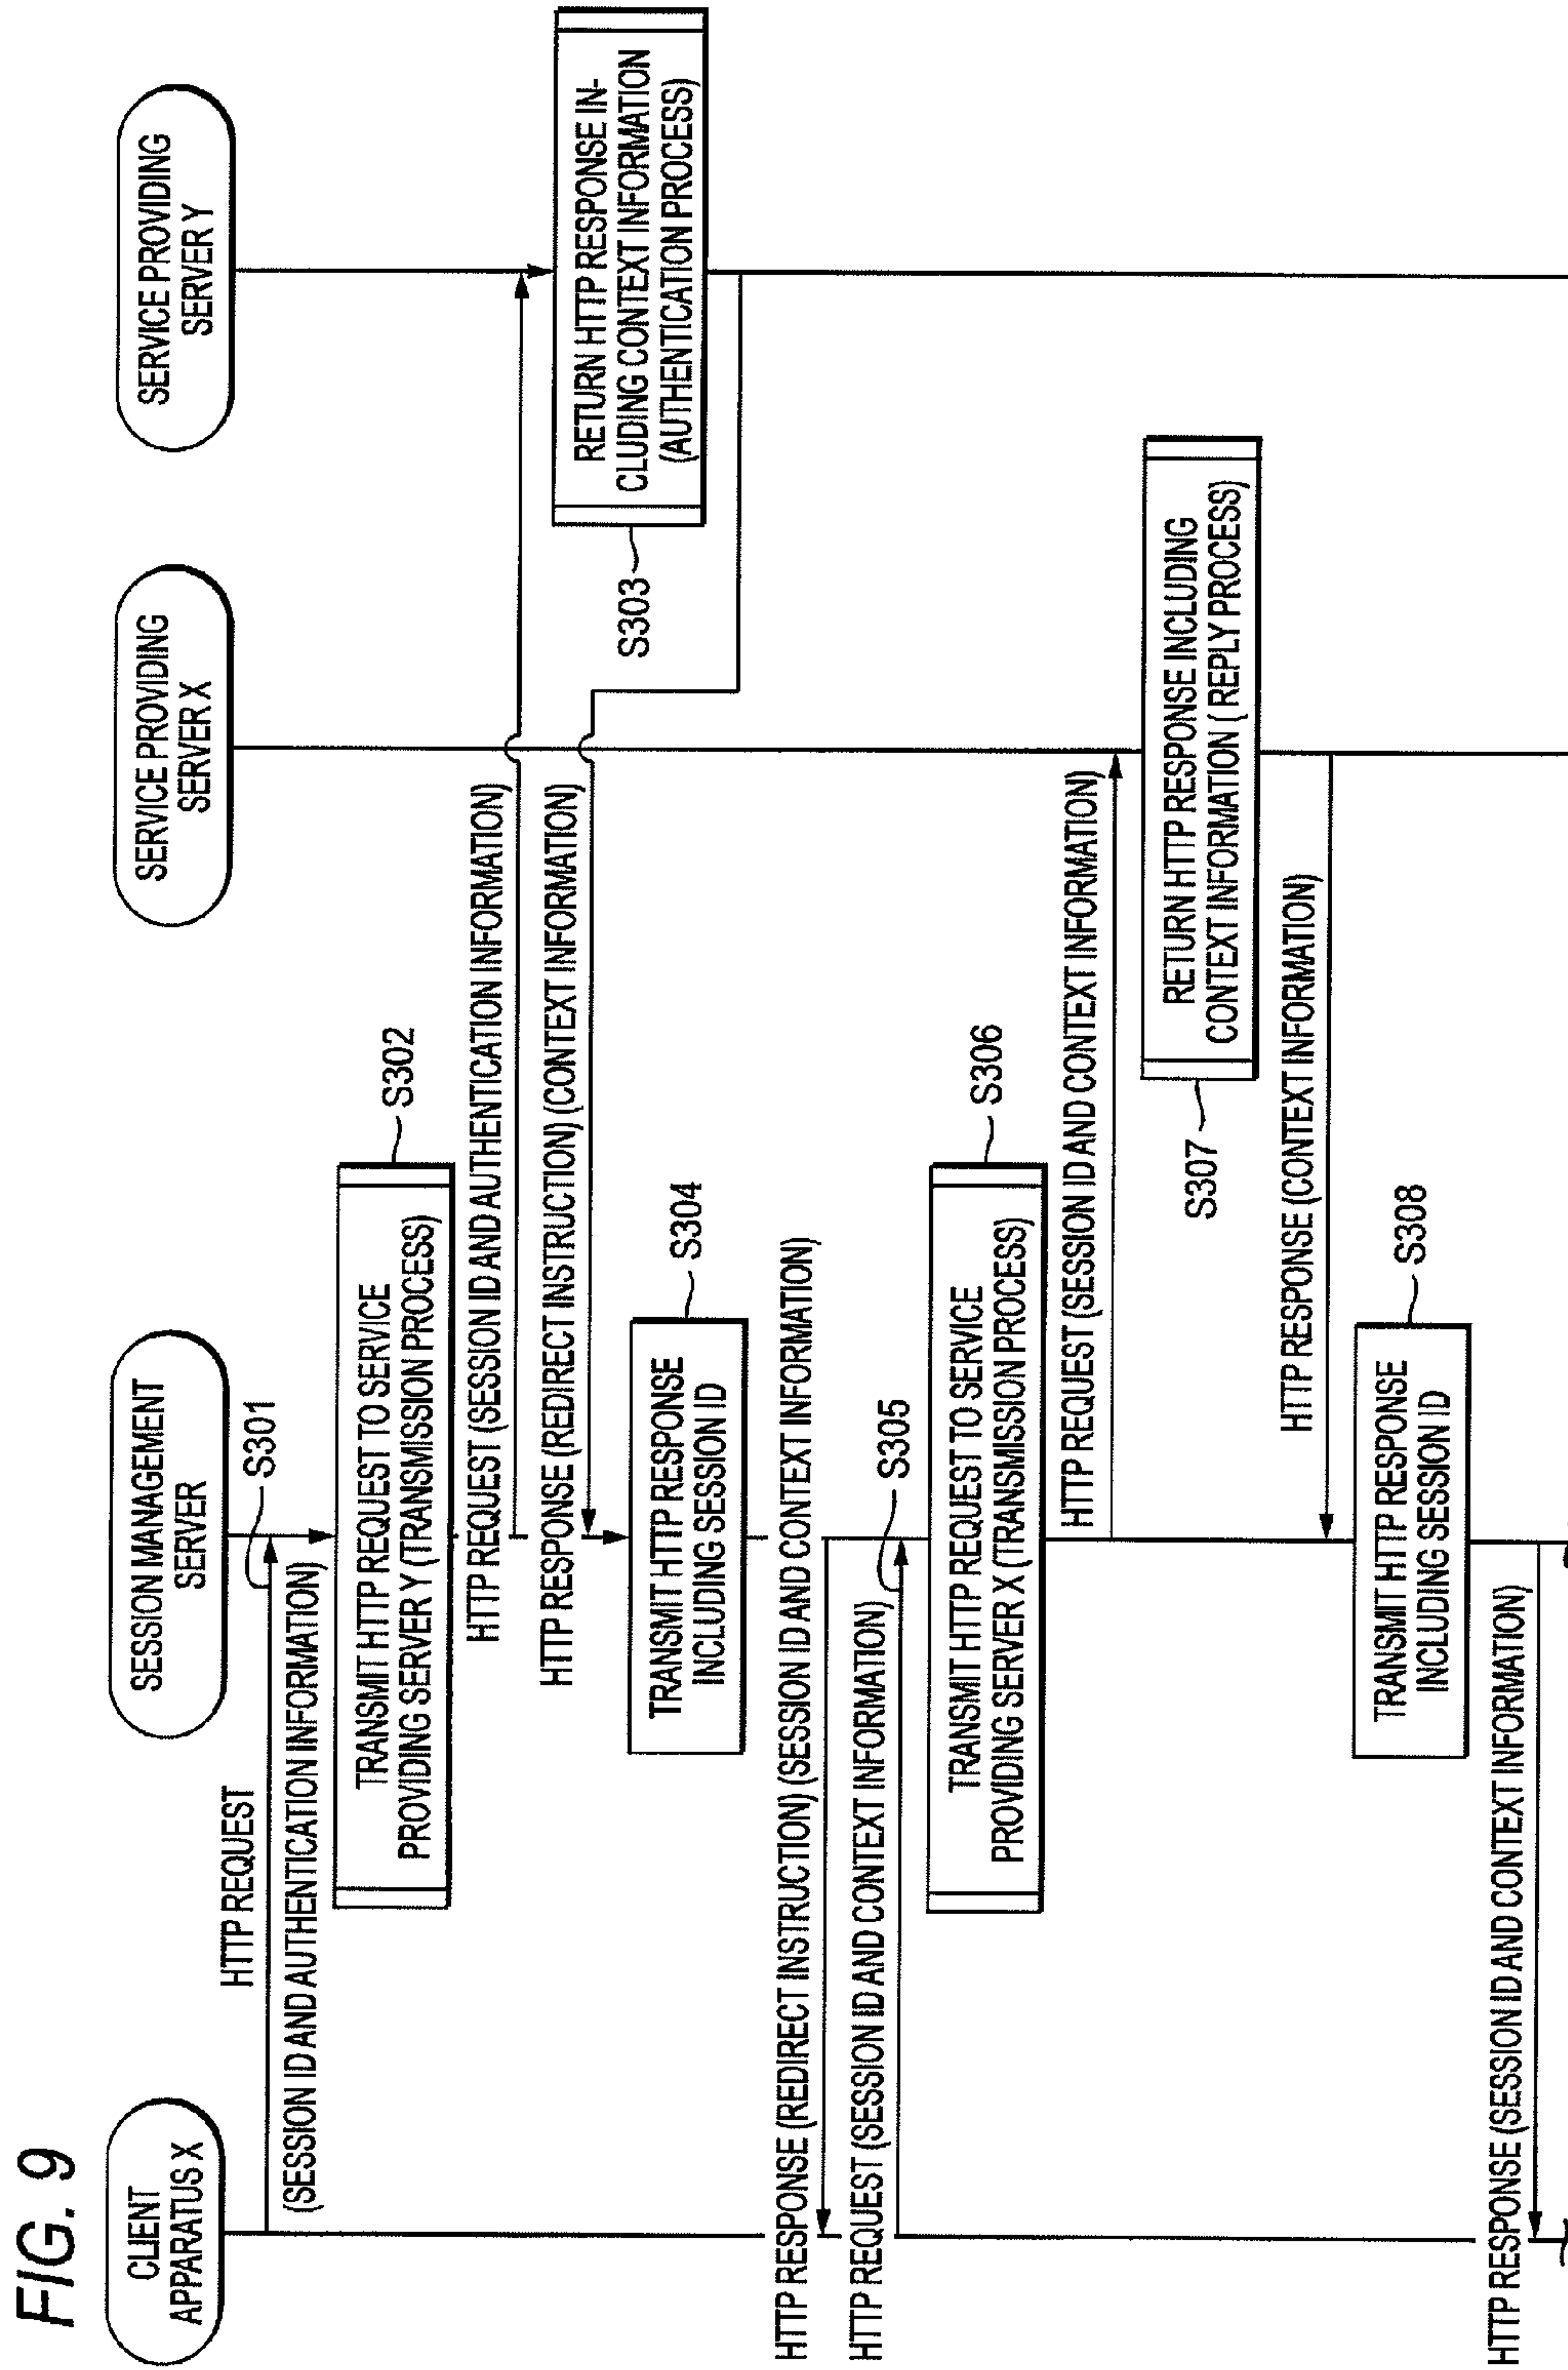 FIG. 9
CLIENT
APPARATUS X
SESSION MANAGEMENT
SERVER
SERVICE PROVIDING
SERVER X
SERVICE PROVIDING
SERVER Y
HTTP REQUEST
S301
(SESSION ID AND AUTHENTICATION INFORMATION)
S302
TRANSMIT HTTP REQUEST TO SERVICE
PROVIDING SERVER Y (TRANSMISSION PROCESS)
HTTP REQUEST (SESSION ID AND AUTHENTICATION INFORMATION)
RETURN HTTP RESPONSE IN-
CLUDING CONTEXT INFORMATION
(AUTHENTICATION PROCESS)
S303
HTTP RESPONSE (REDIRECT INSTRUCTION) (CONTEXT INFORMATION)
S304
TRANSMIT HTTP RESPONSE
INCLUDING SESSION ID
HTTP RESPONSE (REDIRECT INSTRUCTION) (SESSION ID AND CONTEXT INFORMATION)
S305
HTTP REQUEST (SESSION ID AND CONTEXT INFORMATION)
S306
TRANSMIT HTTP REQUEST TO SERVICE
PROVIDING SERVER X (TRANSMISSION PROCESS)
HTTP REQUEST (SESSION ID AND CONTEXT INFORMATION)
RETURN HTTP RESPONSE INCLUDING
CONTEXT INFORMATION ( REPLY PROCESS)
S307
HTTP RESPONSE (CONTEXT INFORMATION)
S308
TRANSMIT HTTP RESPONSE
INCLUDING SESSION ID
HTTP RESPONSE (SESSION ID AND CONTEXT INFORMATION)